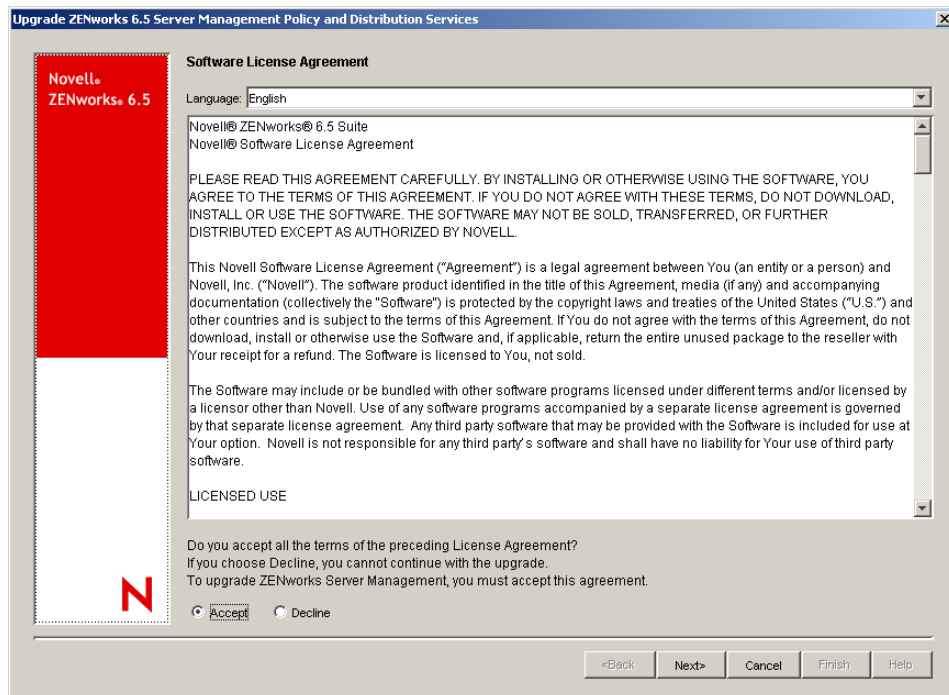 Upgrade ZENworks 6.5 Server Management Policy and Distribution Services
Novell®
ZENworks® 6.5
Software License Agreement
Language: English
Novell® ZENworks® 6.5 Suite
Novell® Software License Agreement
PLEASE READ THIS AGREEMENT CAREFULLY. BY INSTALLING OR OTHERWISE USING THE SOFTWARE, YOU
AGREE TO THE TERMS OF THIS AGREEMENT. IF YOU DO NOT AGREE WITH THESE TERMS, DO NOT DOWNLOAD,
INSTALL OR USE THE SOFTWARE. THE SOFTWARE MAY NOT BE SOLD, TRANSFERRED, OR FURTHER
DISTRIBUTED EXCEPT AS AUTHORIZED BY NOVELL.
This Novell Software License Agreement (“Agreement”) is a legal agreement between You (an entity or a person) and
Novell, Inc. (“Novell”). The software product identified in the title of this Agreement, media (if any) and accompanying
documentation (collectively the "Software") is protected by the copyright laws and treaties of the United States (“U.S.”) and
other countries and is subject to the terms of this Agreement. If You do not agree with the terms of this Agreement, do not
download, install or otherwise use the Software and, if applicable, return the entire unused package to the reseller with
Your receipt for a refund. The Software is licensed to You, not sold.
The Software may include or be bundled with other software programs licensed under different terms and/or licensed by
a licensor other than Novell. Use of any software programs accompanied by a separate license agreement is governed
by that separate license agreement.  Any third party software that may be provided with the Software is included for use at
Your option.  Novell is not responsible for any third party's software and shall have no liability for Your use of third party
software.
LICENSED USE
Do you accept all the terms of the preceding License Agreement?
If you choose Decline, you cannot continue with the upgrade.
To upgrade ZENworks Server Management, you must accept this agreement.
N
Accept Decline
<Back Next> Cancel Finish Help